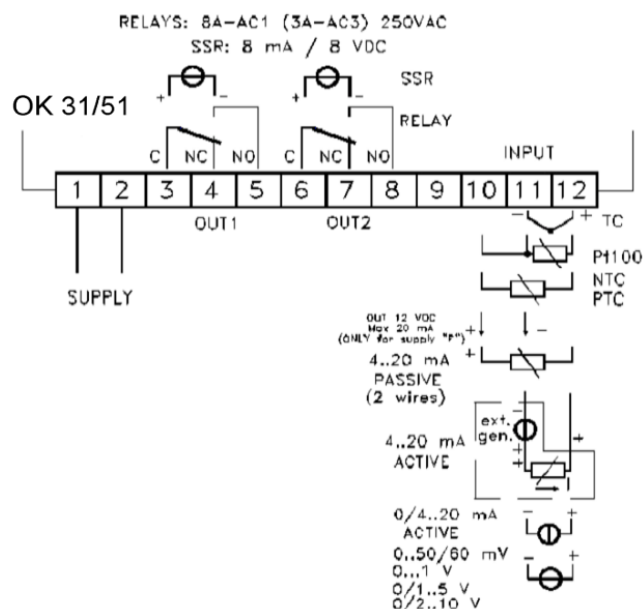 RELAYS: 8A-AC1 (3A-AC3) 250VAC
SSR: 8 mA / 8 VDC
+ - + - SSR
OK 31/51
RELAY
C NC NO C NC NO INPUT
1 2 3 4 5 6 7 8 9 10 11 12
OUT1 OUT2
- + TC
Pt100
SUPPLY
NTC
PTC
OUT 12 VDC
Max 20 mA
(ONLY for supply "F")
+ -
4..20 mA +
PASSIVE
(2 wires)
-
ext.
gen.
+
4..20 mA
ACTIVE
+
+
I
0/4..20 mA - +
ACTIVE
0..50/60 mV - +
0...1 V
0/1..5 V
0/2..10 V